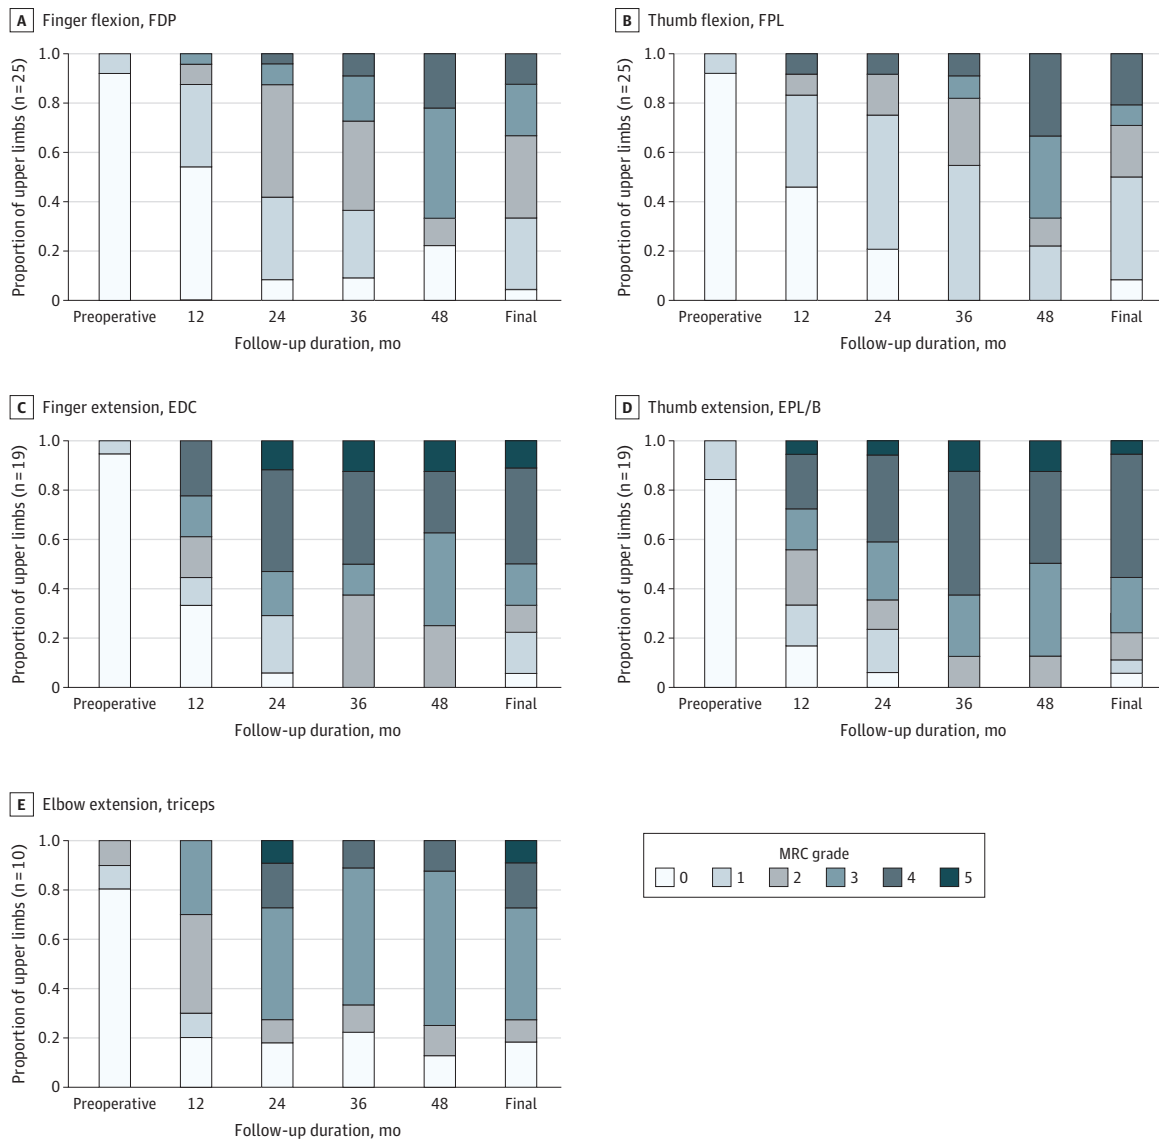 A Finger flexion, FDP
Proportion of upper limbs (n = 25)
1.0
0.8
0.6
0.4
0.2
0
Preoperative 12 24 36 48 Final
Follow-up duration, mo
B Thumb flexion, FPL
Proportion of upper limbs (n = 25)
1.0
0.8
0.6
0.4
0.2
0
Preoperative 12 24 36 48 Final
Follow-up duration, mo
C Finger extension, EDC
Proportion of upper limbs (n = 19)
1.0
0.8
0.6
0.4
0.2
0
Preoperative 12 24 36 48 Final
Follow-up duration, mo
D Thumb extension, EPL/B
Proportion of upper limbs (n = 19)
1.0
0.8
0.6
0.4
0.2
0
Preoperative 12 24 36 48 Final
Follow-up duration, mo
E Elbow extension, triceps
Proportion of upper limbs (n = 10)
1.0
0.8
0.6
0.4
0.2
0
Preoperative 12 24 36 48 Final
Follow-up duration, mo
MRC grade
0 1 2 3 4 5